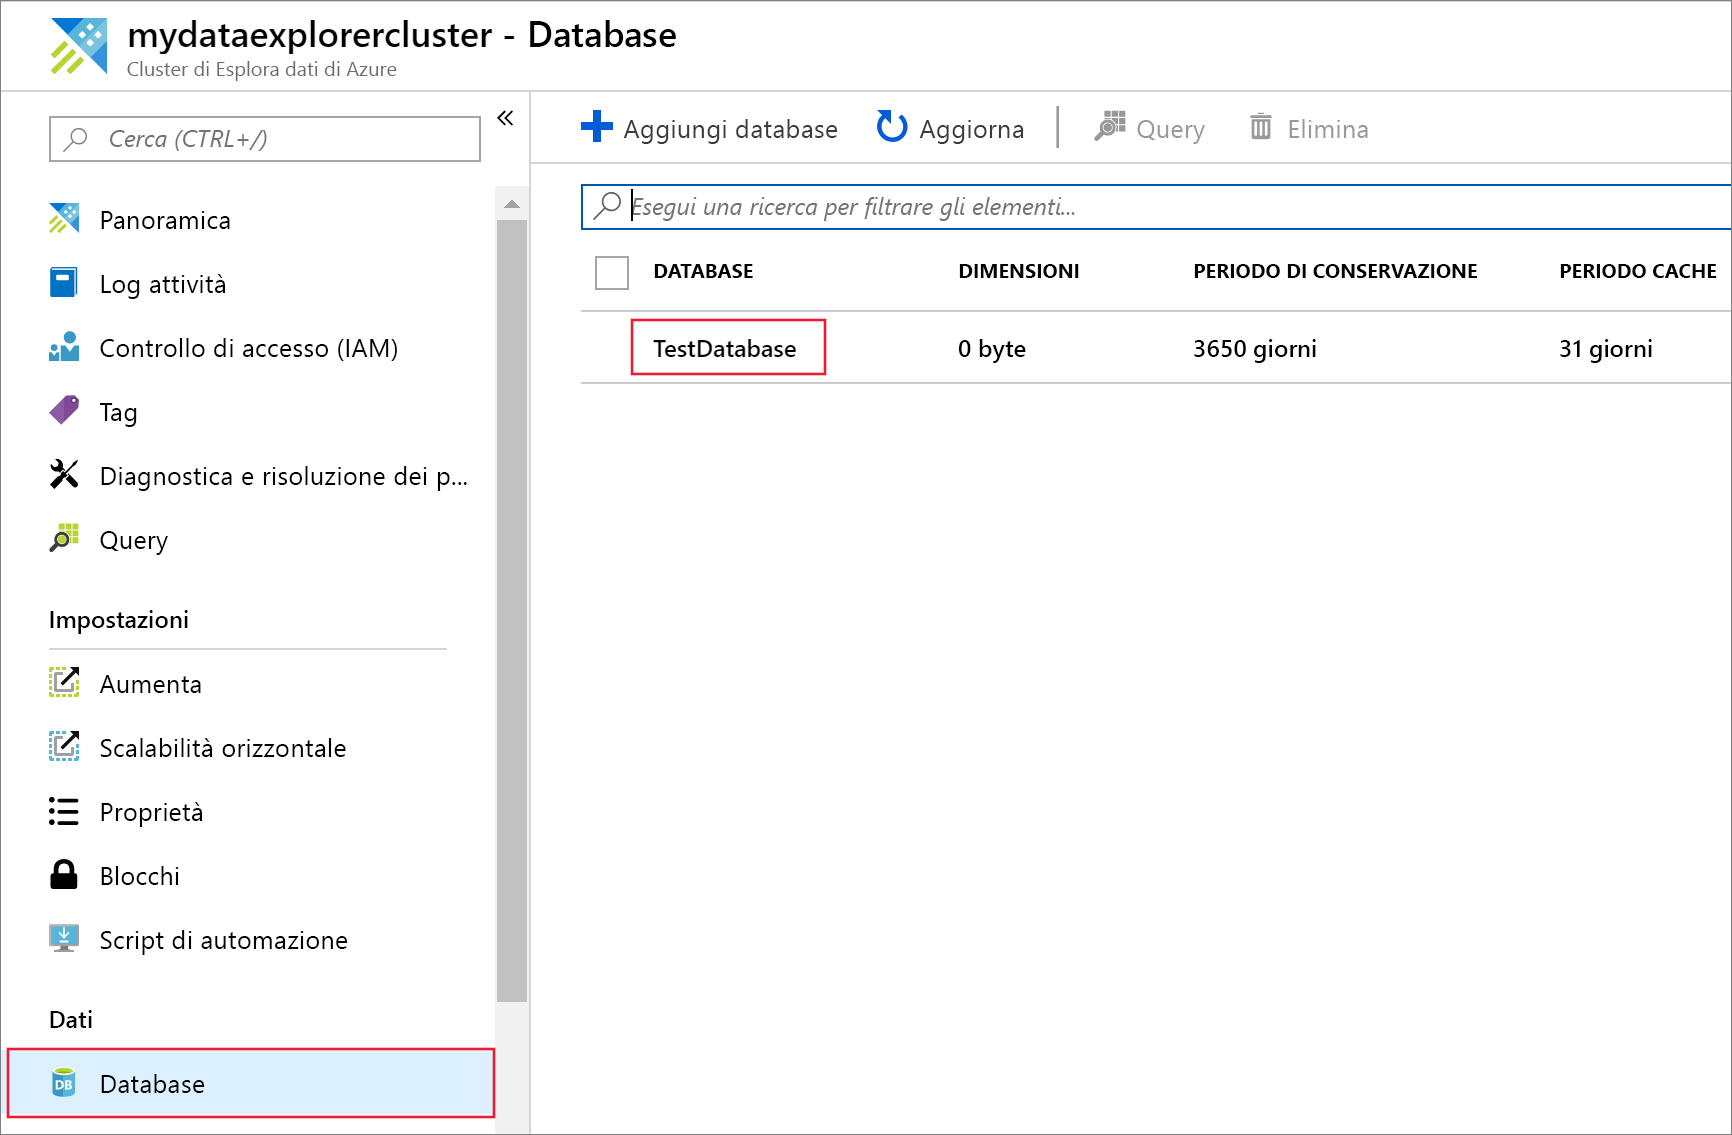 mydataexplorercluster - Database
Cluster di Esplora dati di Azure
Cerca (CTRL+/)
«
Panoramica
Log attività
Controllo di accesso (IAM)
Tag
Diagnostica e risoluzione dei p...
Query
Impostazioni
Aumenta
Scalabilità orizzontale
Proprietà
Blocchi
Script di automazione
Dati
DB Database
Aggiungi database Aggiorna Query Elimina
Esegui una ricerca per filtrare gli elementi...
DATABASE DIMENSIONI PERIODO DI CONSERVAZIONE PERIODO CACHE
TestDatabase 0 byte 3650 giorni 31 giorni